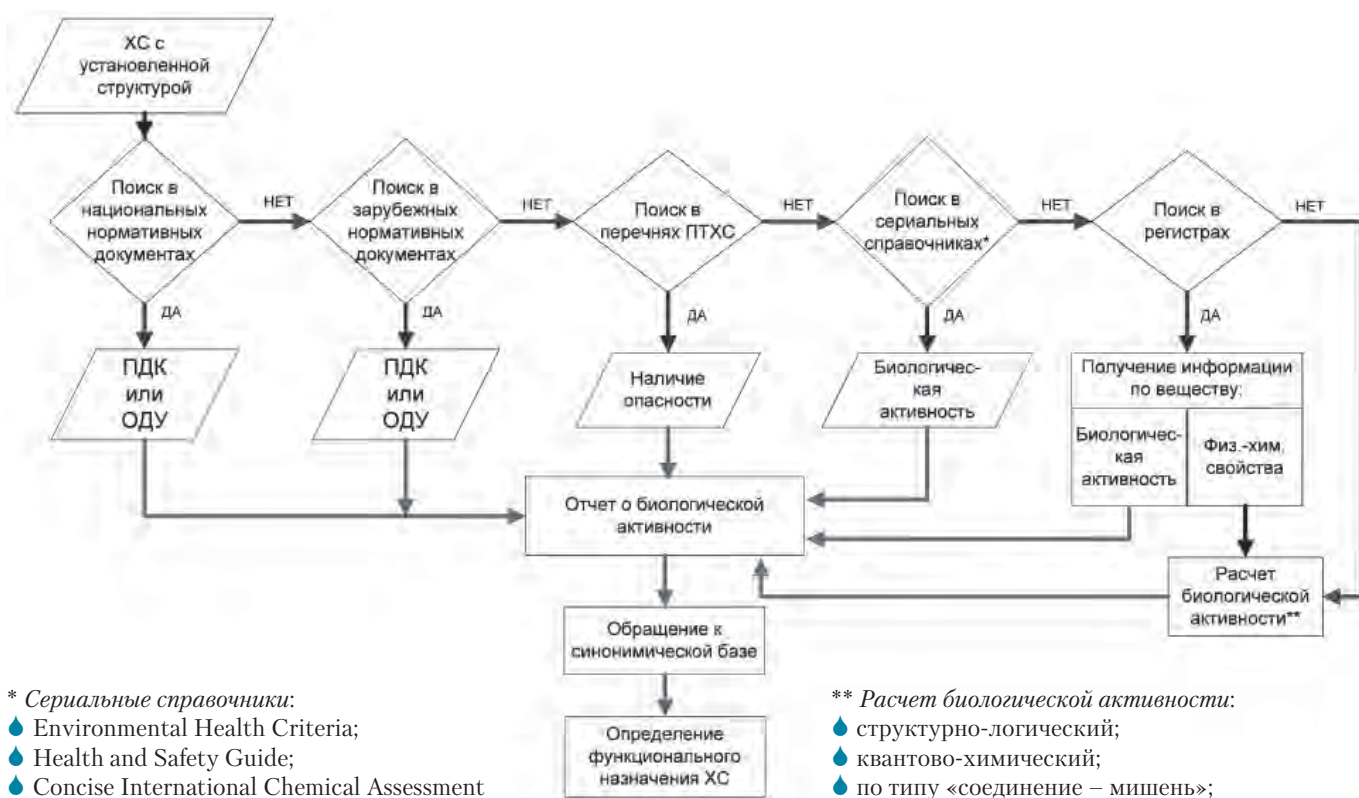 ХС с
установленной
структурой
Поиск в
национальных
нормативных
документах
НЕТ
Поиск в
зарубежных
нормативных
документах
НЕТ
Поиск в
перечнях ПТХС
НЕТ
Поиск в
сериальных
справочниках*
НЕТ
Поиск в
регистрах
НЕТ
ДА
ДА
ДА
ДА
ДА
ПДК
или
ОДУ
ПДК
или
ОДУ
Наличие
опасности
Биологичес-
кая
активность
Получение информации
по веществу:
Биологичес-
кая
активность
Физ.-хим.
свойства
Отчет о биологической
активности
Расчет
биологической
активности**
Обращение к
синонимической базе
Определение
функционального
назначения ХС
* Сериальные справочники:
Environmental Health Criteria;
Health and Safety Guide;
Concise International Chemical Assessment
** Расчет биологической активности:
структурно-логический;
квантово-химический;
по типу «соединение – мишень»;